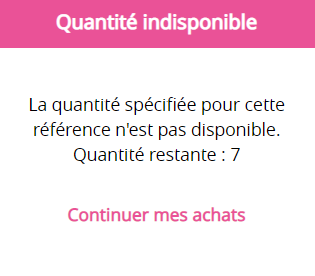 Quantité indisponible
La quantité spécifiée pour cette
référence n'est pas disponible.
Quantité restante : 7
Continuer mes achats